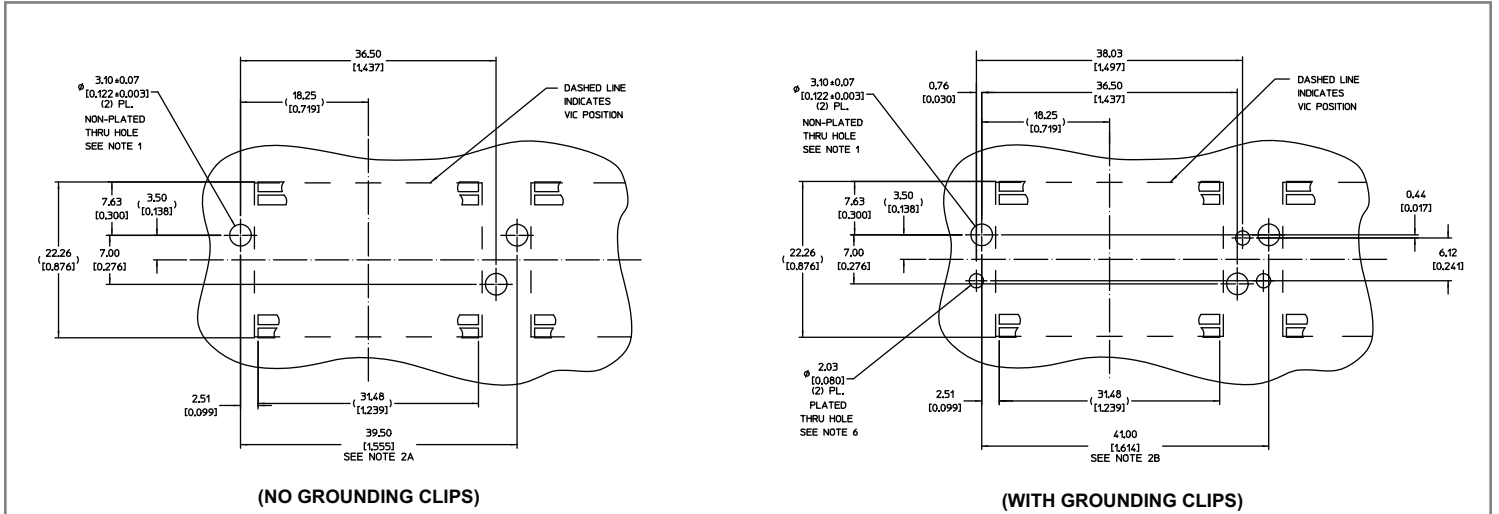 36.50
[1.437]
3.10±0.07
ø [0.122±0.003]
(2) PL.
NON-PLATED
THRU HOLE
SEE NOTE 1
(18.25
[0.719])
DASHED LINE
INDICATES
VIC POSITION
7.63
[0.300]
(3.50
[0.138])
(22.26
[0.876])
7.00
[0.276]
2.51
[0.099]
(31.48
[1.239])
39.50
[1.555]
SEE NOTE 2A
(NO GROUNDING CLIPS)
38.03
[1.497]
3.10±0.07
ø [0.122±0.003]
(2) PL.
NON-PLATED
THRU HOLE
SEE NOTE 1
0.76
[0.030]
36.50
[1.437]
(18.25
[0.719])
DASHED LINE
INDICATES
VIC POSITION
7.63
[0.300]
(3.50
[0.138])
0.44
[0.017]
(22.26
[0.876])
7.00
[0.276]
6.12
[0.241]
ø 2.03
[0.080]
(2) PL.
PLATED
THRU HOLE
SEE NOTE 6
2.51
[0.099]
(31.48
[1.239])
41.00
[1.614]
SEE NOTE 2B
(WITH GROUNDING CLIPS)